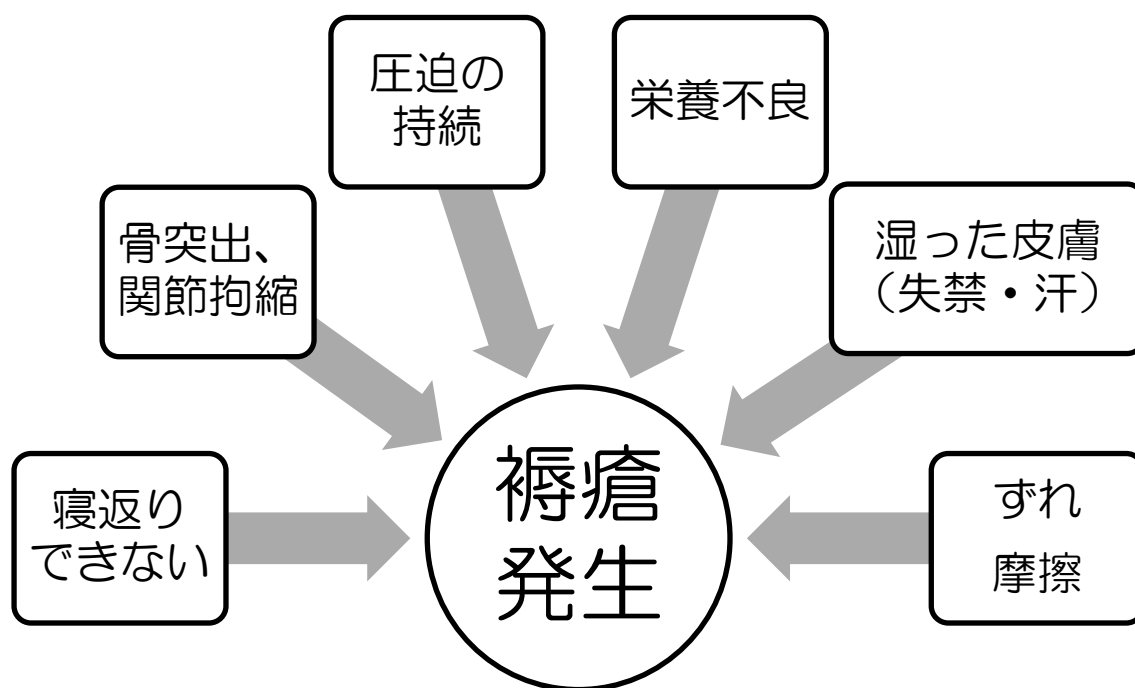 圧迫の
持続
栄養不良
骨突出、
関節拘縮
湿った皮膚
（失禁・汗）
寝返り
できない
褥瘡
発生
ずれ
摩擦